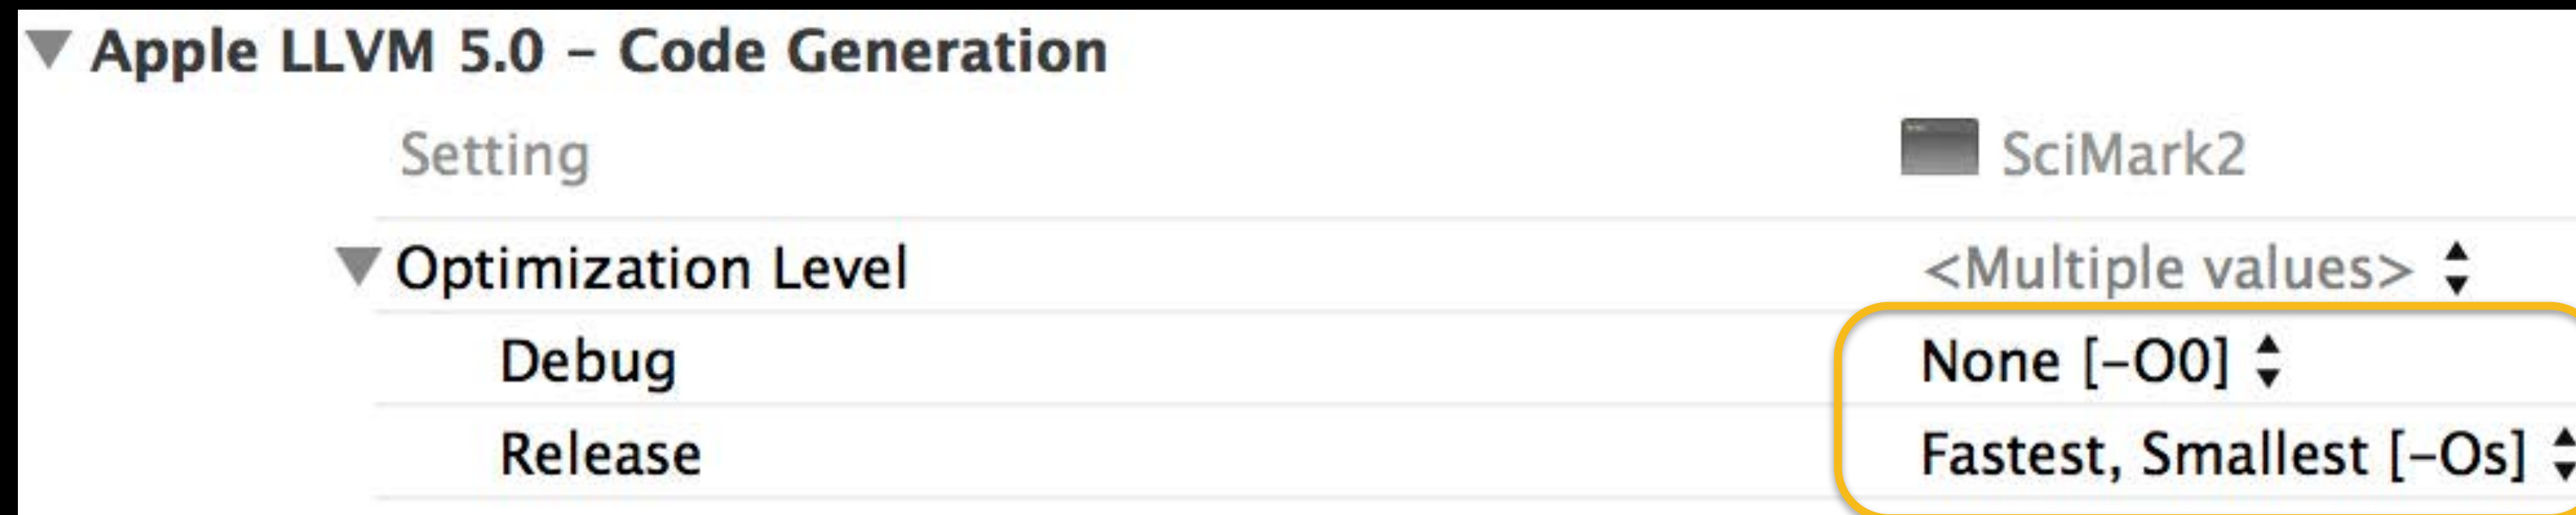 Apple LLVM 5.0 – Code Generation
Setting SciMark2
Optimization Level <Multiple values>
Debug None [-O0]
Release Fastest, Smallest [-Os]